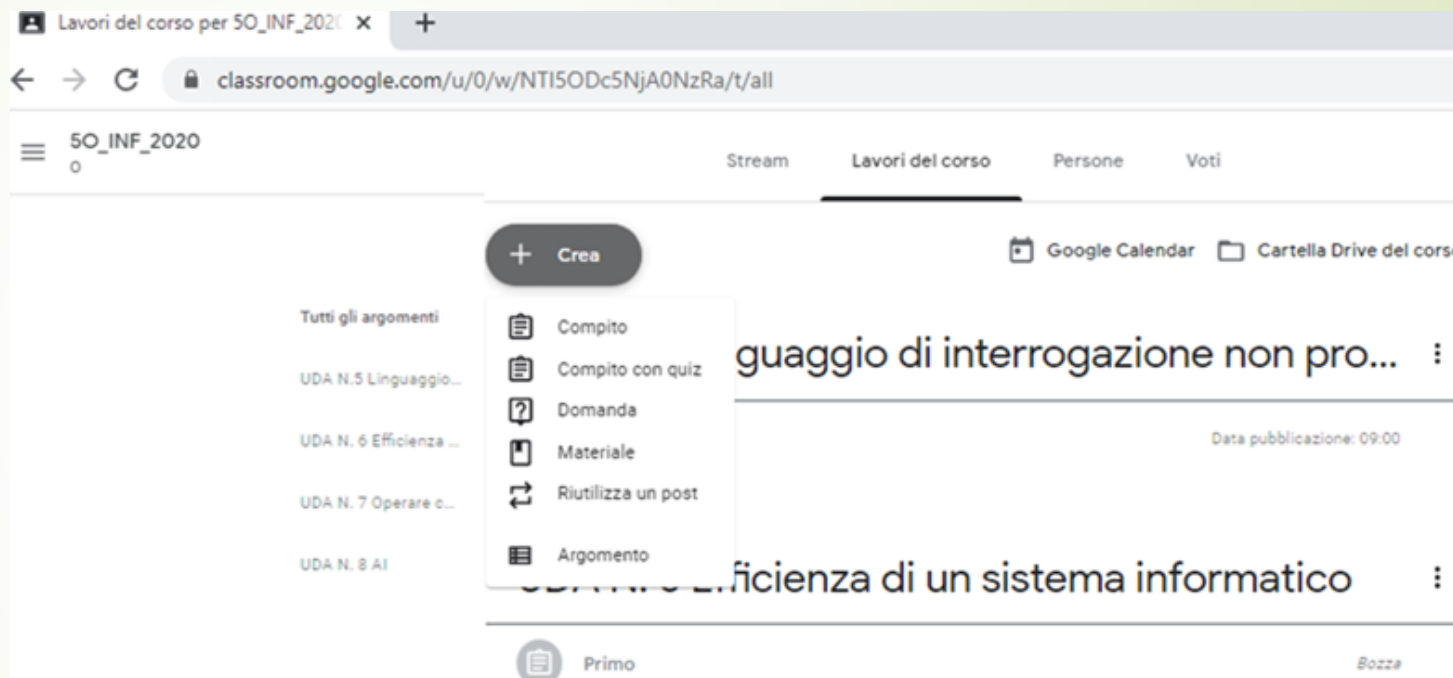 Lavori del corso per 5O_INF_202
classroom.google.com/u/0/w/NTI5ODc5NjA0NzRa/t/all
5O_INF_2020
0
Stream Lavori del corso Persone Voti
Crea
Google Calendar Cartella Drive del cors
Tutti gli argomenti
UDA N.5 Linguaggio...
UDA N. 6 Efficienza ...
UDA N. 7 Operare c...
UDA N. 8 AI
Compito
Compito con quiz
Domanda
Materiale
Riutilizza un post
Argomento
guaggio di interrogazione non pro...
Data pubblicazione: 09:00
ficienza di un sistema informatico
Primo
Bozza